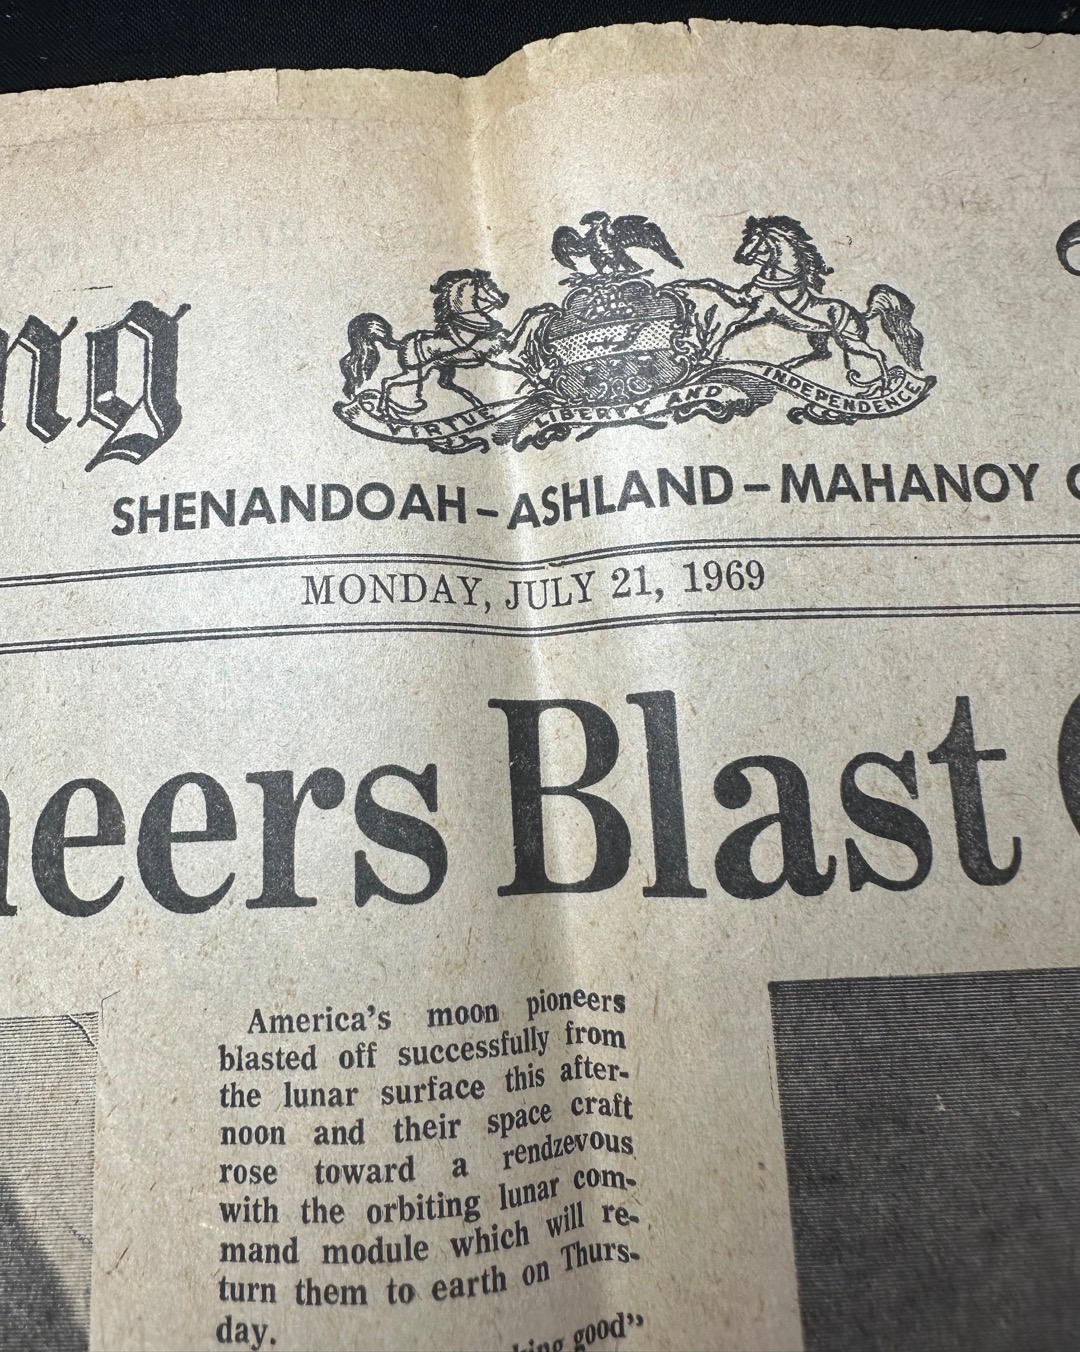 ng
VIRTUE LIBERTY AND INDEPENDENCE
SHENANDOAH – ASHLAND – MAHANOY
MONDAY, JULY 21, 1969
neers Blast
America's moon pioneers
blasted off successfully from
the lunar surface this after-
noon and their space craft
rose toward a rendzevous
with the orbiting lunar com-
mand module which will re-
turn them to earth on Thurs-
day.
king good"